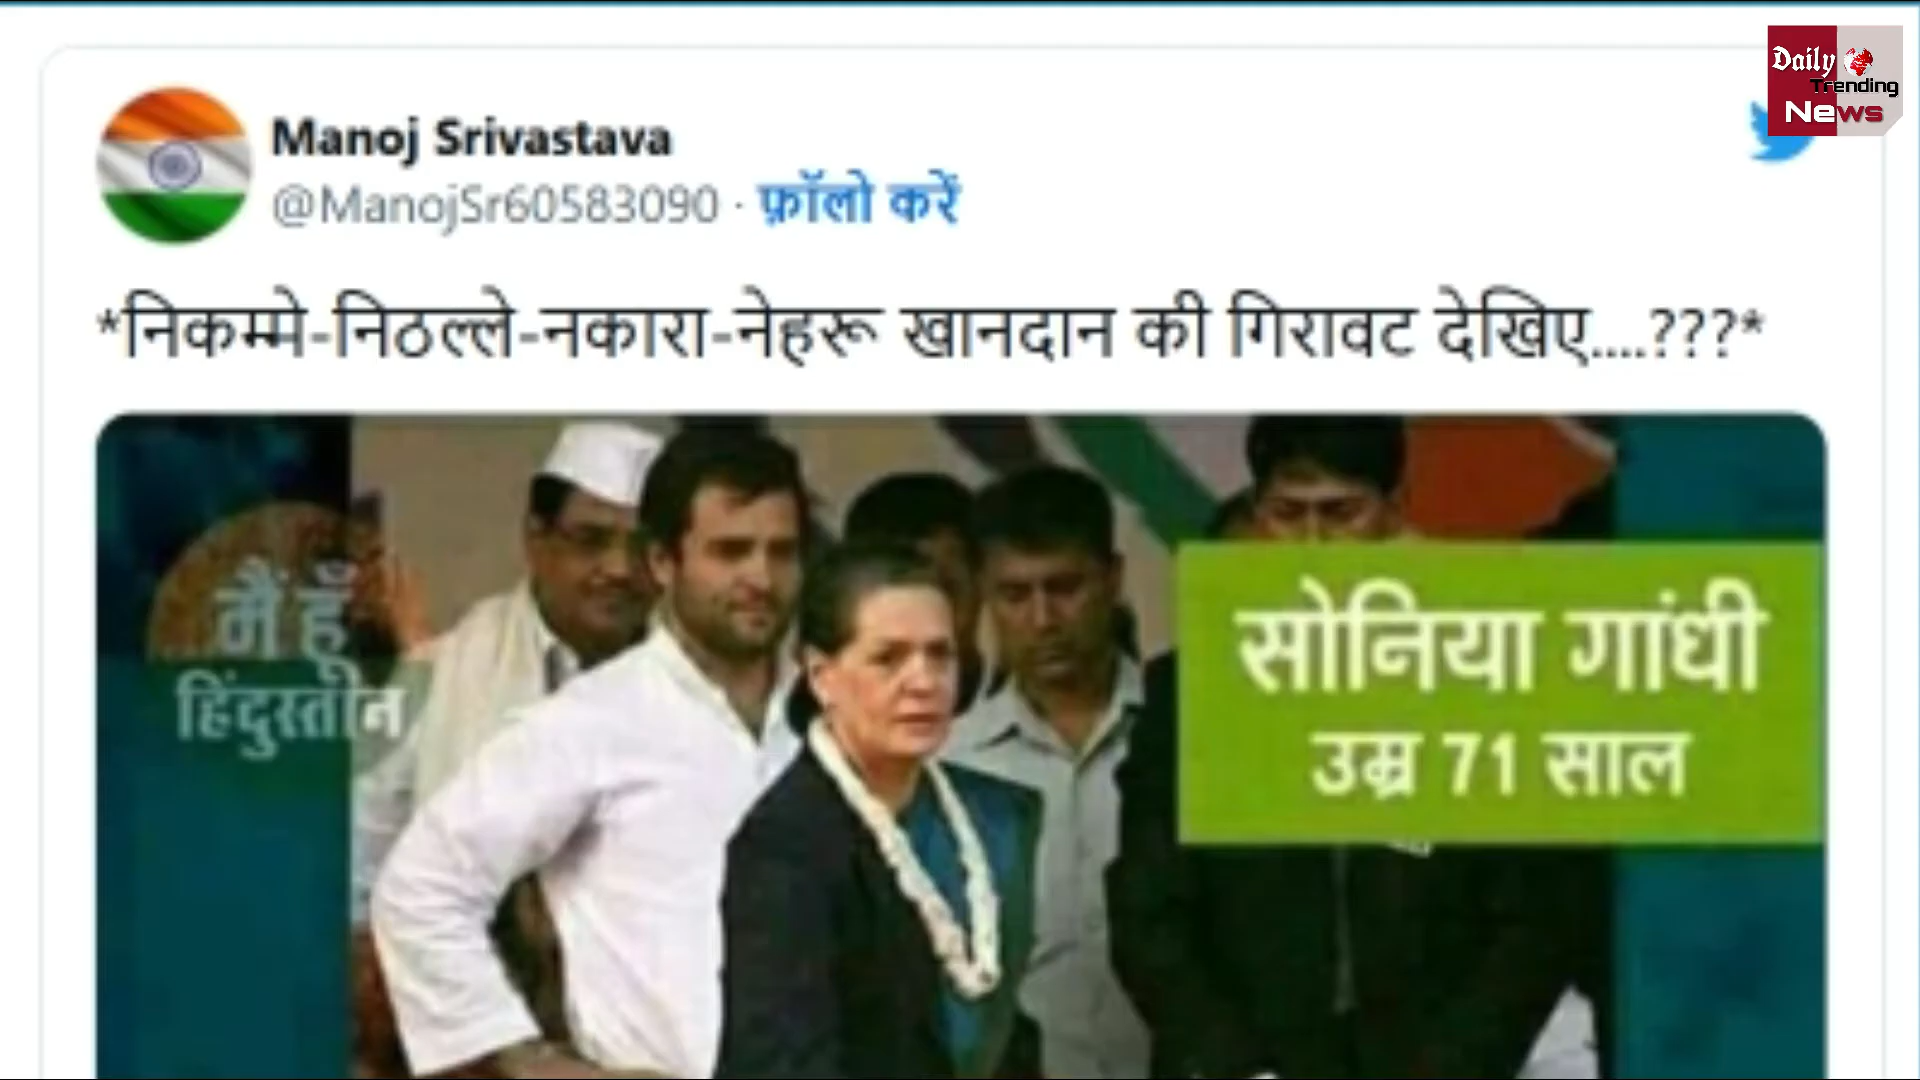 Daily
Trending
News
Manoj Srivastava
@ManojSr60583090 · फ़ॉलो करें
*निकम्मे-निठल्ले-नकारा-नेहरू खानदान की गिरावट देखिए....???*
मैं हूँ
हिंदुस्तान
सोनिया गांधी
उम्र 71 साल